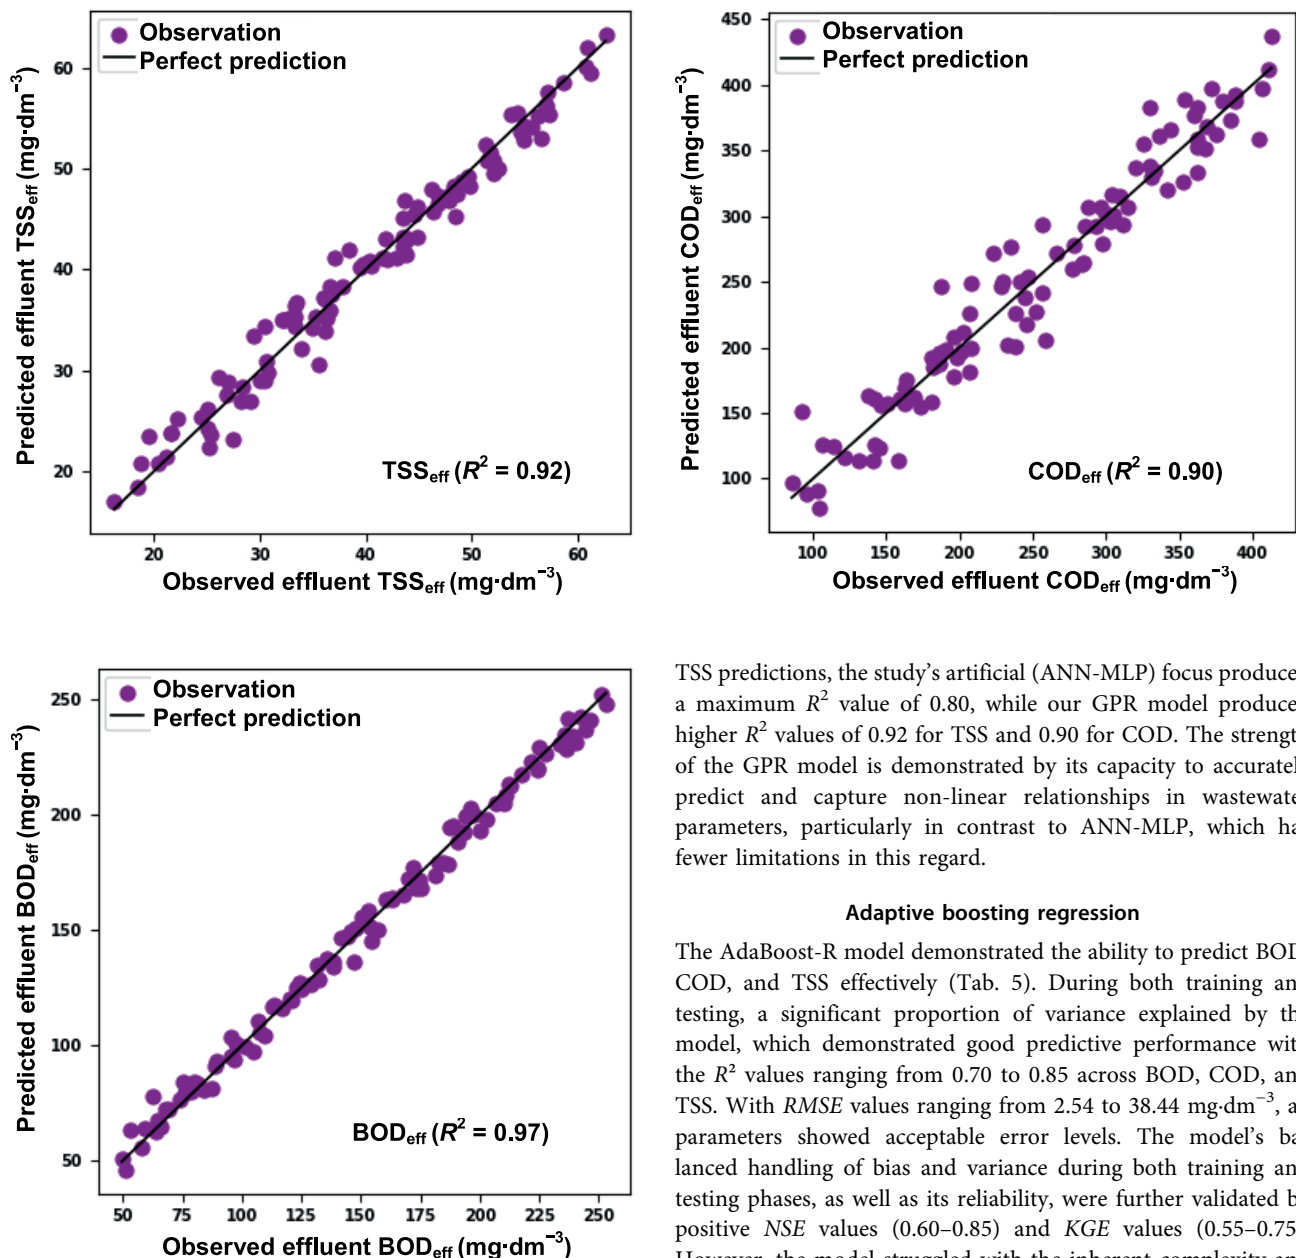 Observation
Perfect prediction
Predicted effluent TSSeff (mg·dm−3)
60
50
40
30
20
TSSeff (R2 = 0.92)
20 30 40 50 60
Observed effluent TSSeff (mg·dm−3)
Observation
Perfect prediction
Predicted effluent CODeff (mg·dm−3)
450
400
350
300
250
200
150
100
CODeff (R2 = 0.90)
100 150 200 250 300 350 400
Observed effluent CODeff (mg·dm−3)
Observation
Perfect prediction
Predicted effluent BODeff (mg·dm−3)
250
200
150
100
50
BODeff (R2 = 0.97)
50 75 100 125 150 175 200 225 250
Observed effluent BODeff (mg·dm−3)
TSS predictions, the study's artificial (ANN-MLP) focus produce
a maximum R2 value of 0.80, while our GPR model produce
higher R2 values of 0.92 for TSS and 0.90 for COD. The strengt
of the GPR model is demonstrated by its capacity to accuratel
predict and capture non-linear relationships in wastewate
parameters, particularly in contrast to ANN-MLP, which ha
fewer limitations in this regard.
Adaptive boosting regression
The AdaBoost-R model demonstrated the ability to predict BOD
COD, and TSS effectively (Tab. 5). During both training an
testing, a significant proportion of variance explained by th
model, which demonstrated good predictive performance wit
the R² values ranging from 0.70 to 0.85 across BOD, COD, an
TSS. With RMSE values ranging from 2.54 to 38.44 mg·dm−3, a
parameters showed acceptable error levels. The model's ba
lanced handling of bias and variance during both training an
testing phases, as well as its reliability, were further validated b
positive NSE values (0.60–0.85) and KGE values (0.55–0.75
However, the model struggled with the inherent complexity an